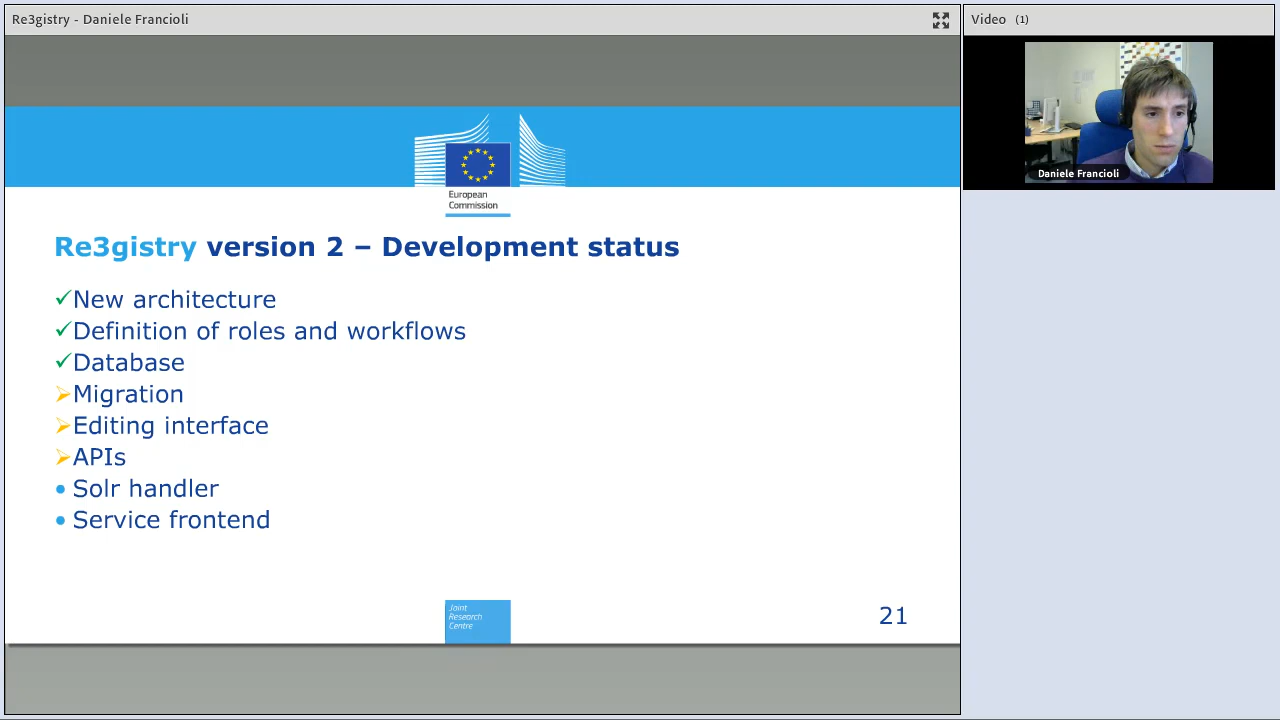 Re3gistry - Daniele Francioli
Video (1)
Daniele Francioli
European
Commission
Re3gistry version 2 – Development status
✓New architecture
✓Definition of roles and workflows
✓Database
➢Migration
➢Editing interface
➢APIs
• Solr handler
• Service frontend
Joint
Research
Centre
21